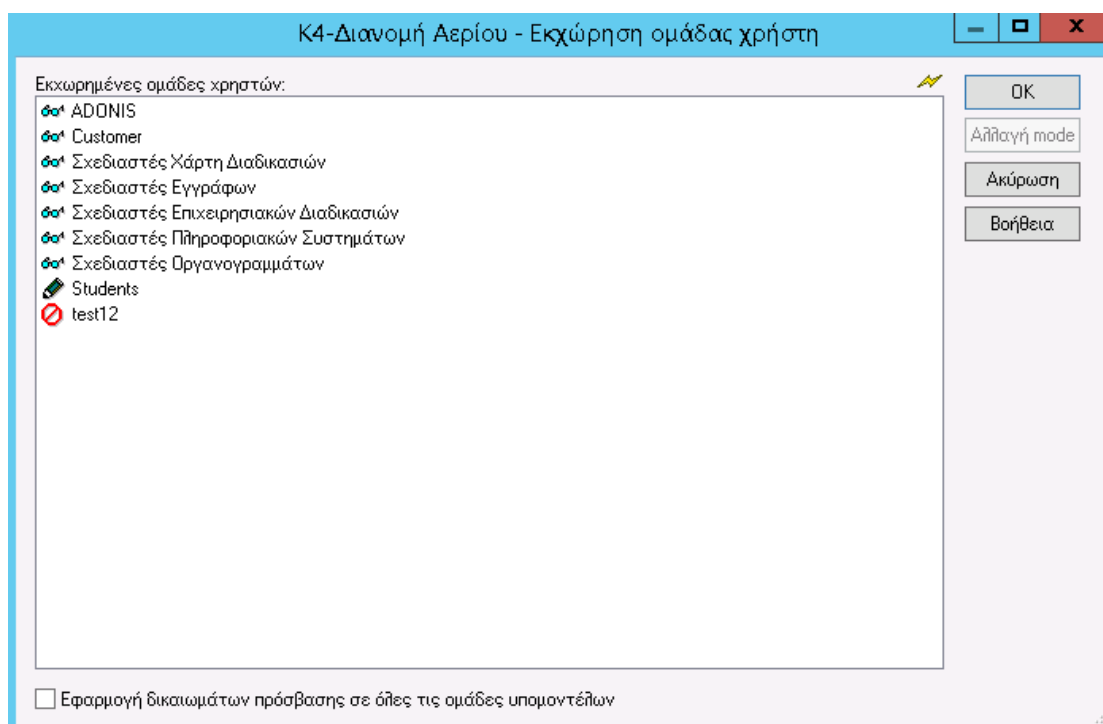 Κ4-Διανομή Αερίου - Εκχώρηση ομάδας χρήστη
Εκχωρημένες ομάδες χρηστών:
ADONIS
Customer
Σχεδιαστές Χάρτη Διαδικασιών
Σχεδιαστές Εγγράφων
Σχεδιαστές Επιχειρησιακών Διαδικασιών
Σχεδιαστές Πληροφοριακών Συστημάτων
Σχεδιαστές Οργανογραμμάτων
Students
test12
OK
Αλλαγή mode
Ακύρωση
Βοήθεια
Εφαρμογή δικαιωμάτων πρόσβασης σε όλες τις ομάδες υπομοντέλων